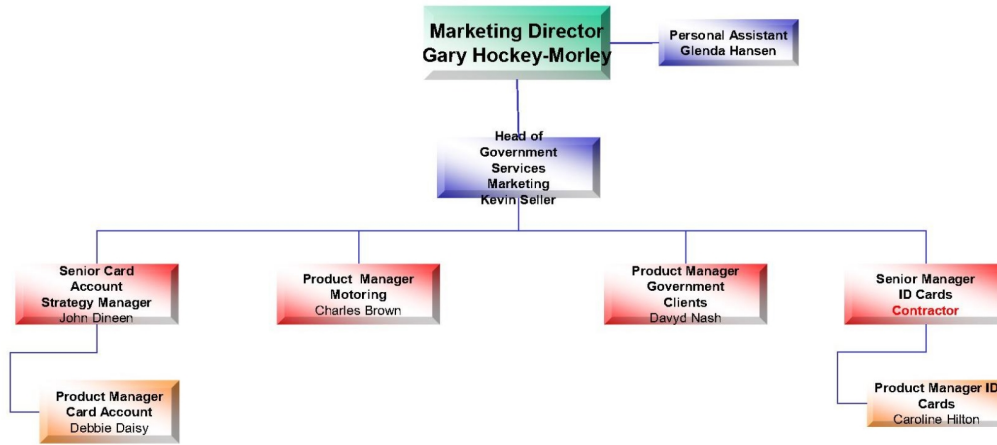 Marketing Director
Gary Hockey-Morley
Personal Assistant
Glenda Hansen
Head of
Government
Services
Marketing
Kevin Seller
Senior Card
Account
Strategy Manager
John Dineen
Product Manager
Motoring
Charles Brown
Product Manager
Government
Clients
Davyd Nash
Senior Manager
ID Cards
Contractor
Product Manager
Card Account
Debbie Daisy
Product Manager ID
Cards
Caroline Hilton